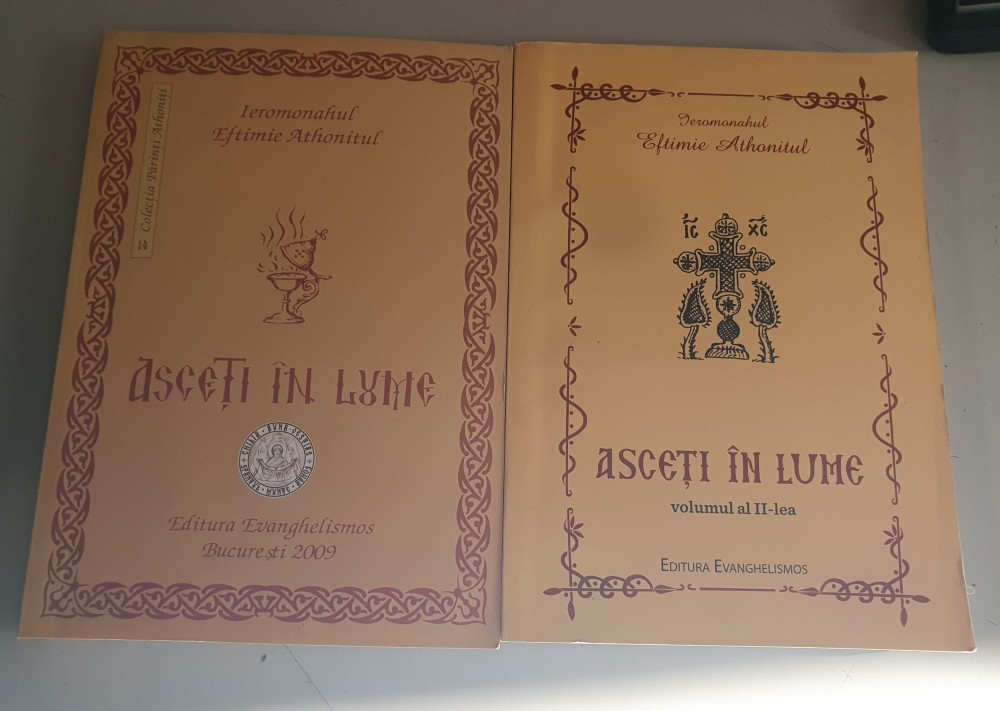 Colecția Părinți Athoniți
Ieromonahul
Eftimie Athonitul
ASCEȚI ÎN LUME
Editura Evanghelismos
București 2009
Ieromonahul
Eftimie Athonitul
IC XC
ASCEȚI ÎN LUME
volumul al II-lea
EDITURA EVANGHELISMOS